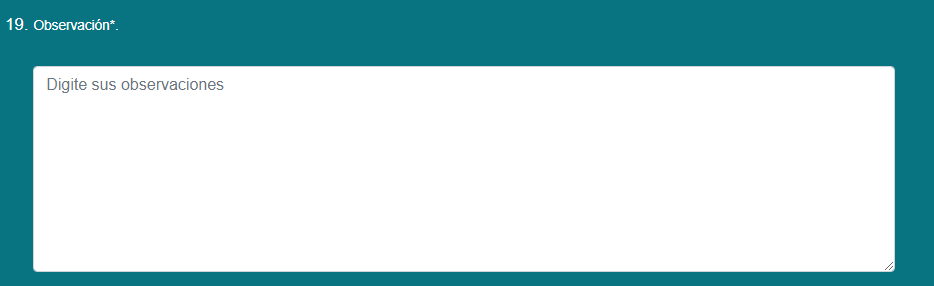 19. Observación*.
Digite sus observaciones